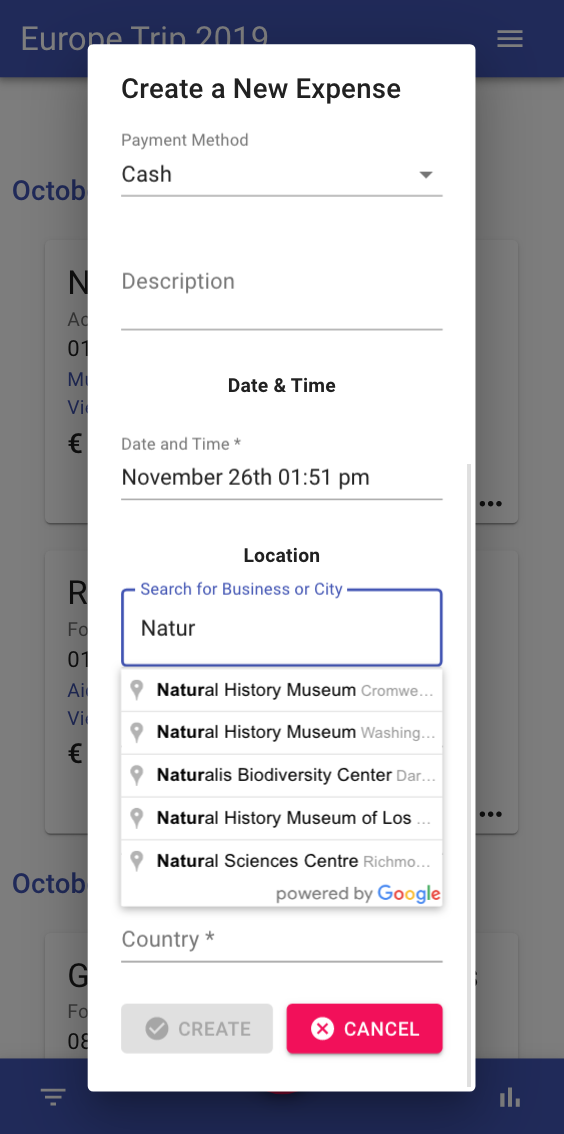 Europe Trip 2019
Create a New Expense
Payment Method
Cash
Description
Date & Time
Date and Time *
November 26th 01:51 pm
Location
Search for Business or City
Natur
Natural History Museum Cromwe...
Natural History Museum Washing...
Naturalis Biodiversity Center Dar...
Natural History Museum of Los ...
Natural Sciences Centre Richmo...
powered by Google
Country *
CREATE
CANCEL